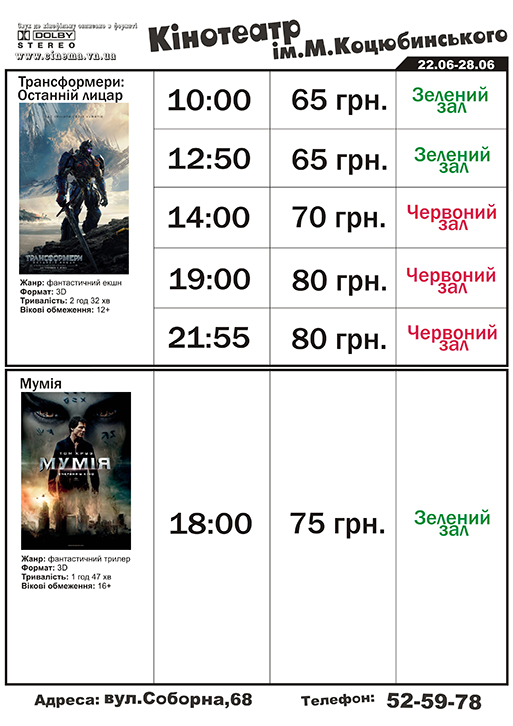 Звук до кінофільму записано в форматі
DOLBY
STEREO
www.cinema.vn.ua
Кінотеатр
ім.М.Коцюбинського
22.06-28.06
Трансформери:
Останній лицар
ТРАНСФОРМЕРИ
ОСТАННІЙ ЛИЦАР
Жанр: фантастичний екшн
Формат: 3D
Тривалість: 2 год 32 хв
Вікові обмеження: 12+
10:00 65 грн. Зелений
зал
12:50 65 грн. Зелений
зал
14:00 70 грн. Червоний
зал
19:00 80 грн. Червоний
зал
21:55 80 грн. Червоний
зал
Мумія
ТОМ КРУЗ
МУМІЯ
Жанр: фантастичний трилер
Формат: 3D
Тривалість: 1 год 47 хв
Вікові обмеження: 16+
18:00 75 грн. Зелений
зал
Адреса: вул.Соборна,68 Телефон: 52-59-78